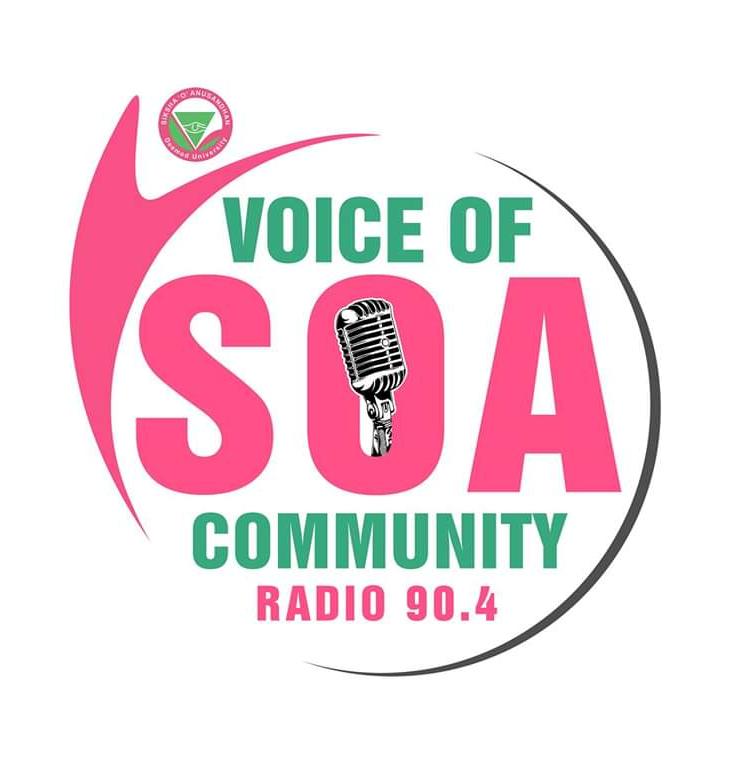 SIKSHA 'O' ANUSANDHAN
Deemed University
VOICE OF
SOA
COMMUNITY
RADIO 90.4